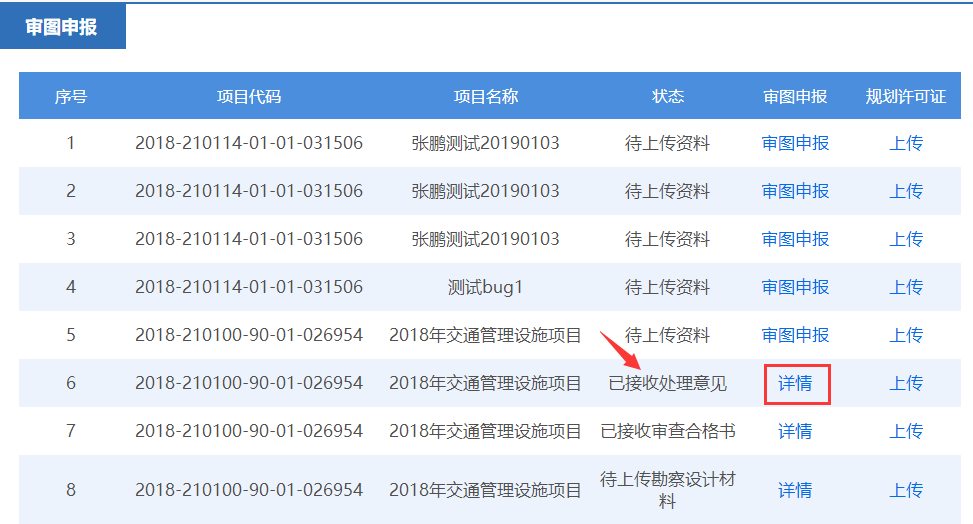 审图申报
序号 项目代码 项目名称 状态 审图申报 规划许可证
1 2018-210114-01-01-031506 张鹏测试20190103 待上传资料 审图申报 上传
2 2018-210114-01-01-031506 张鹏测试20190103 待上传资料 审图申报 上传
3 2018-210114-01-01-031506 张鹏测试20190103 待上传资料 审图申报 上传
4 2018-210114-01-01-031506 测试bug1 待上传资料 审图申报 上传
5 2018-210100-90-01-026954 2018年交通管理设施项目 待上传资料 审图申报 上传
6 2018-210100-90-01-026954 2018年交通管理设施项目 已接收处理意见 详情 上传
7 2018-210100-90-01-026954 2018年交通管理设施项目 已接收审查合格书 详情 上传
8 2018-210100-90-01-026954 2018年交通管理设施项目 待上传勘察设计材 详情 上传
料